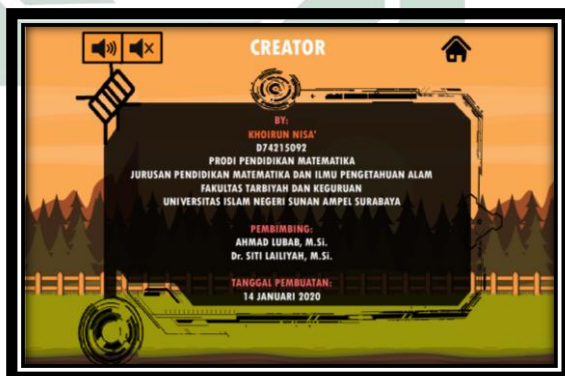 CREATOR
BY:
KHOIRUN NISA'
D74215092
PRODI PENDIDIKAN MATEMATIKA
JURUSAN PENDIDIKAN MATEMATIKA DAN ILMU PENGETAHUAN ALAM
FAKULTAS TARBIYAH DAN KEGURUAN
UNIVERSITAS ISLAM NEGERI SUNAN AMPEL SURABAYA
PEMBIMBING:
AHMAD LUBAB, M.Si.
Dr. SITI LAILIYAH, M.Si.
TANGGAL PEMBUATAN:
14 JANUARI 2020